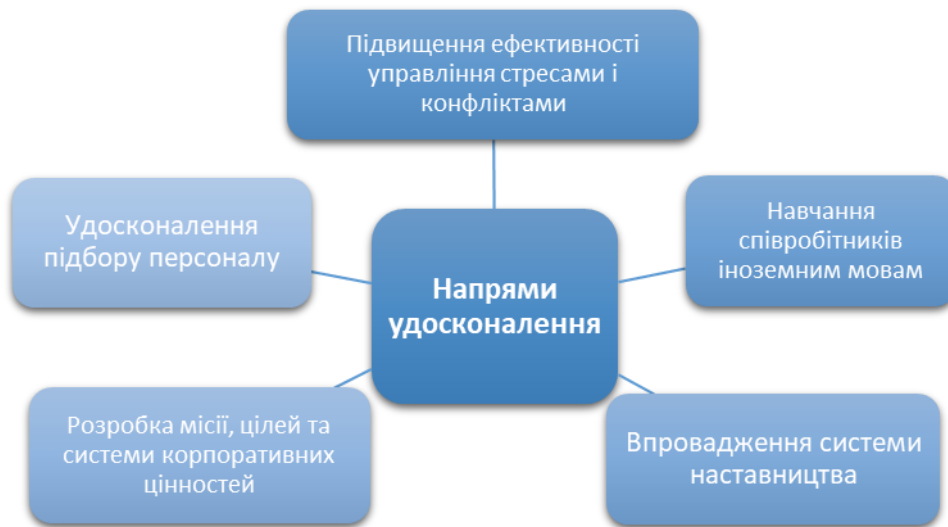 Підвищення ефективності
управління стресами і
конфліктами
Удосконалення
підбору персоналу
Навчання
співробітників
іноземним мовам
Напрями
удосконалення
Розробка місії, цілей та
системи корпоративних
цінностей
Впровадження системи
наставництва